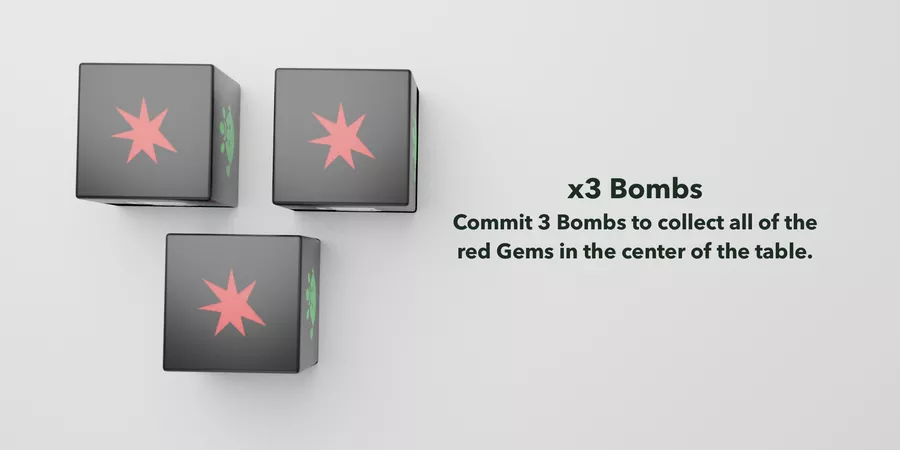 x3 Bombs
Commit 3 Bombs to collect all of the
red Gems in the center of the table.